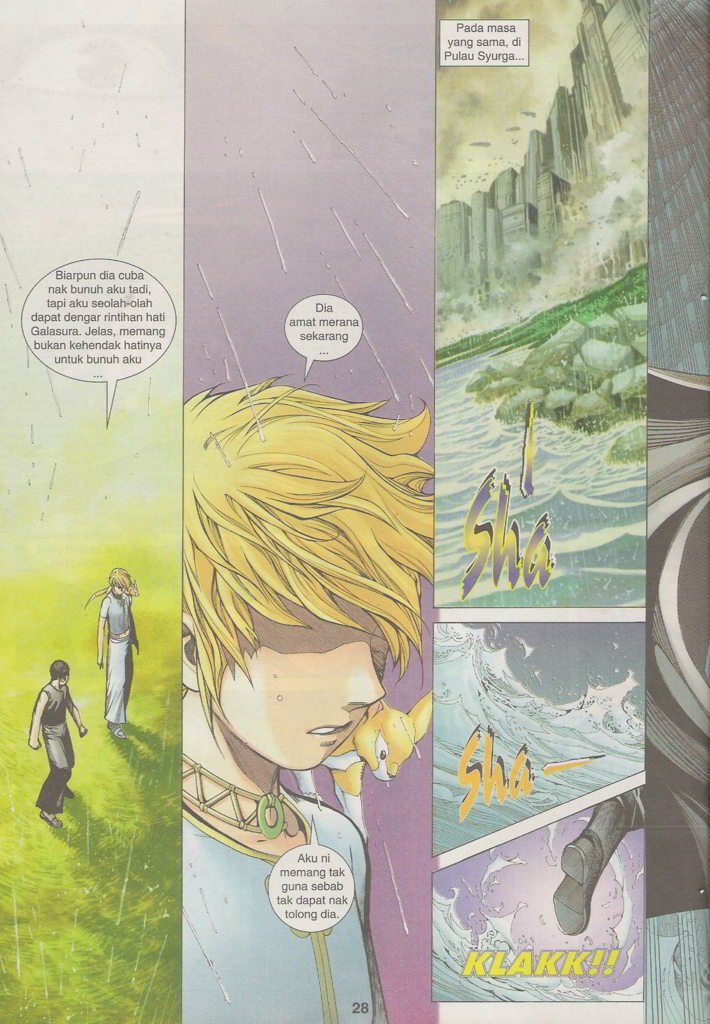 Biarpun dia cuba
nak bunuh aku tadi,
tapi aku seolah-olah
dapat dengar rintihan hati
Galasura. Jelas, memang
bukan kehendak hatinya
untuk bunuh aku
...
Dia
amat merana
sekarang
...
Aku ni
memang tak
guna sebab
tak dapat nak
tolong dia.
Pada masa
yang sama, di
Pulau Syurga...
Sha
Sha
KLAKK!!
28